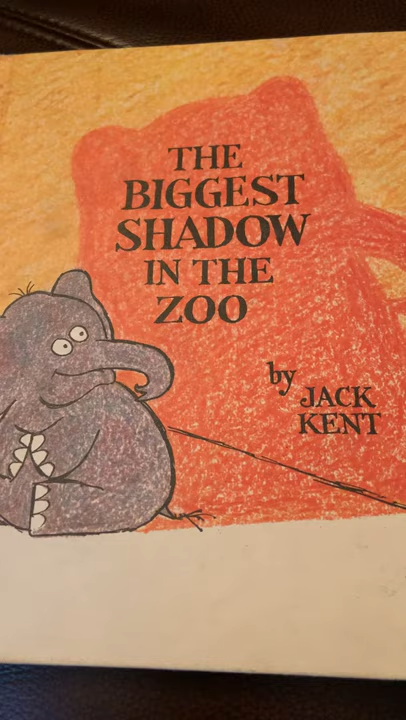 THE
BIGGEST
SHADOW
IN THE
ZOO
by
JACK
KENT